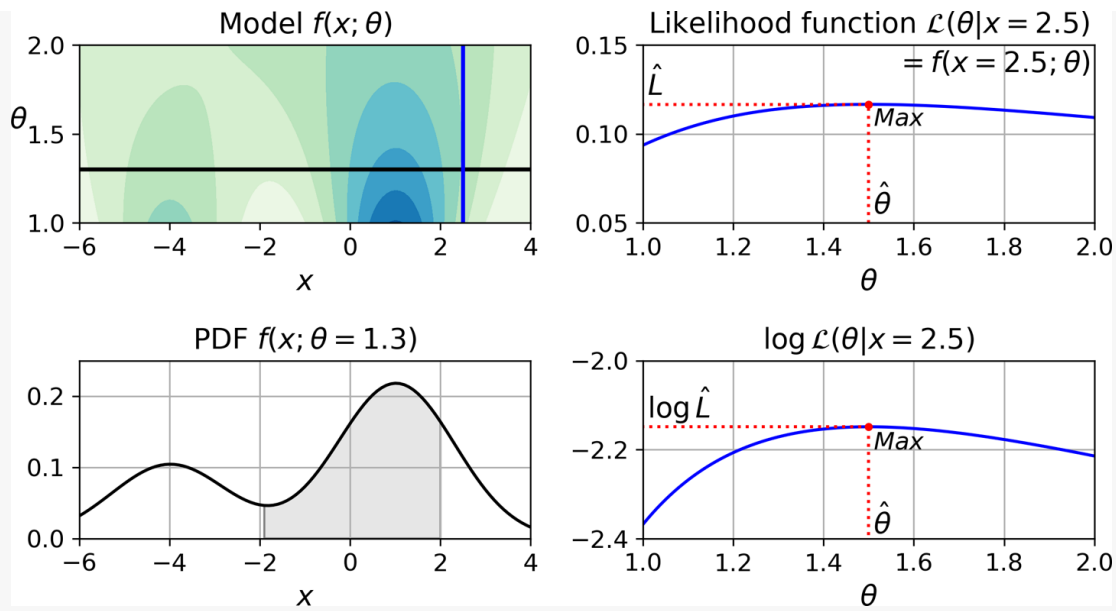 Model f(x; θ)
2.0
θ
1.5
1.0
−6 −4 −2 0 2 4
x
Likelihood function ℒ(θ|x = 2.5)
= f(x = 2.5; θ)
0.15
L̂
Max
0.10
θ̂
0.05
1.0 1.2 1.4 1.6 1.8 2.0
θ
PDF f(x; θ = 1.3)
0.2
0.1
0.0
−6 −4 −2 0 2 4
x
log ℒ(θ|x = 2.5)
−2.0
log L̂
Max
−2.2
θ̂
−2.4
1.0 1.2 1.4 1.6 1.8 2.0
θ